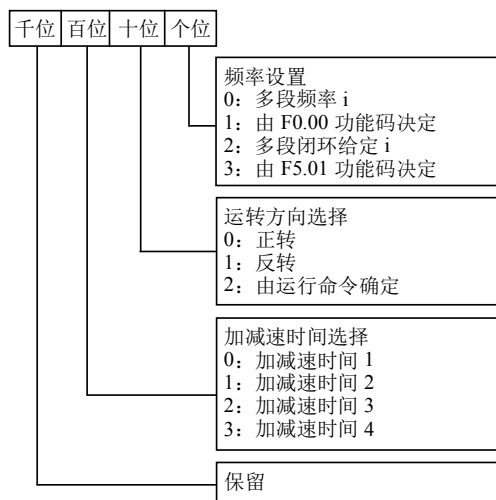 千位 百位 十位 个位
频率设置
0：多段频率 i
1：由 F0.00 功能码决定
2：多段闭环给定 i
3：由 F5.01 功能码决定
运转方向选择
0：正转
1：反转
2：由运行命令确定
加减速时间选择
0：加减速时间 1
1：加减速时间 2
2：加减速时间 3
3：加减速时间 4
保留